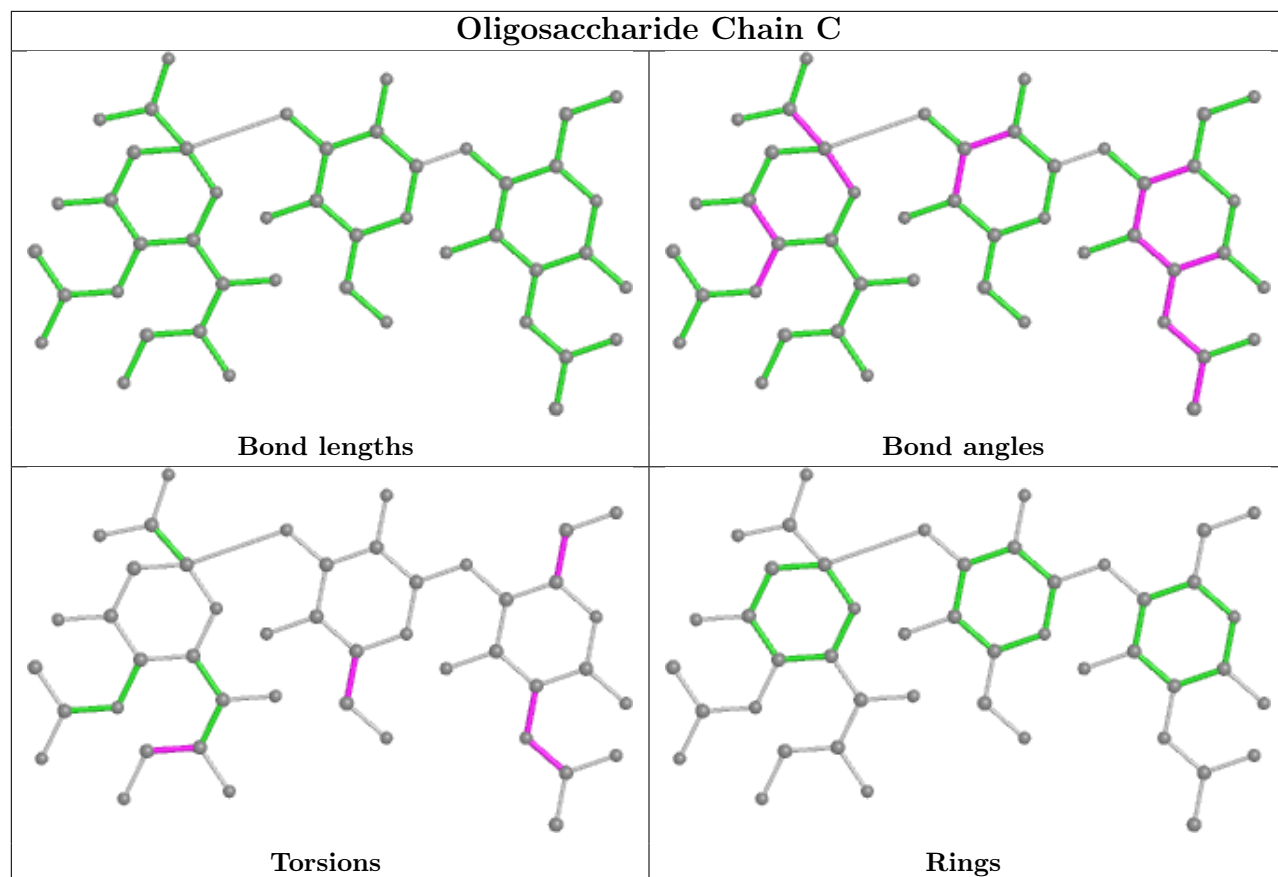 Oligosaccharide Chain C
Bond lengths
Bond angles
Torsions
Rings